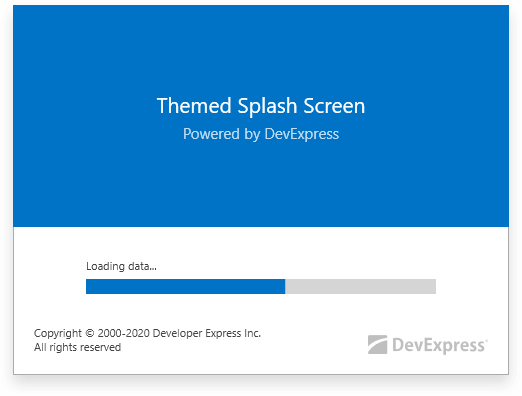 Themed Splash Screen
Powered by DevExpress
Loading data...
Copyright © 2000-2020 Developer Express Inc.
All rights reserved
DevExpress